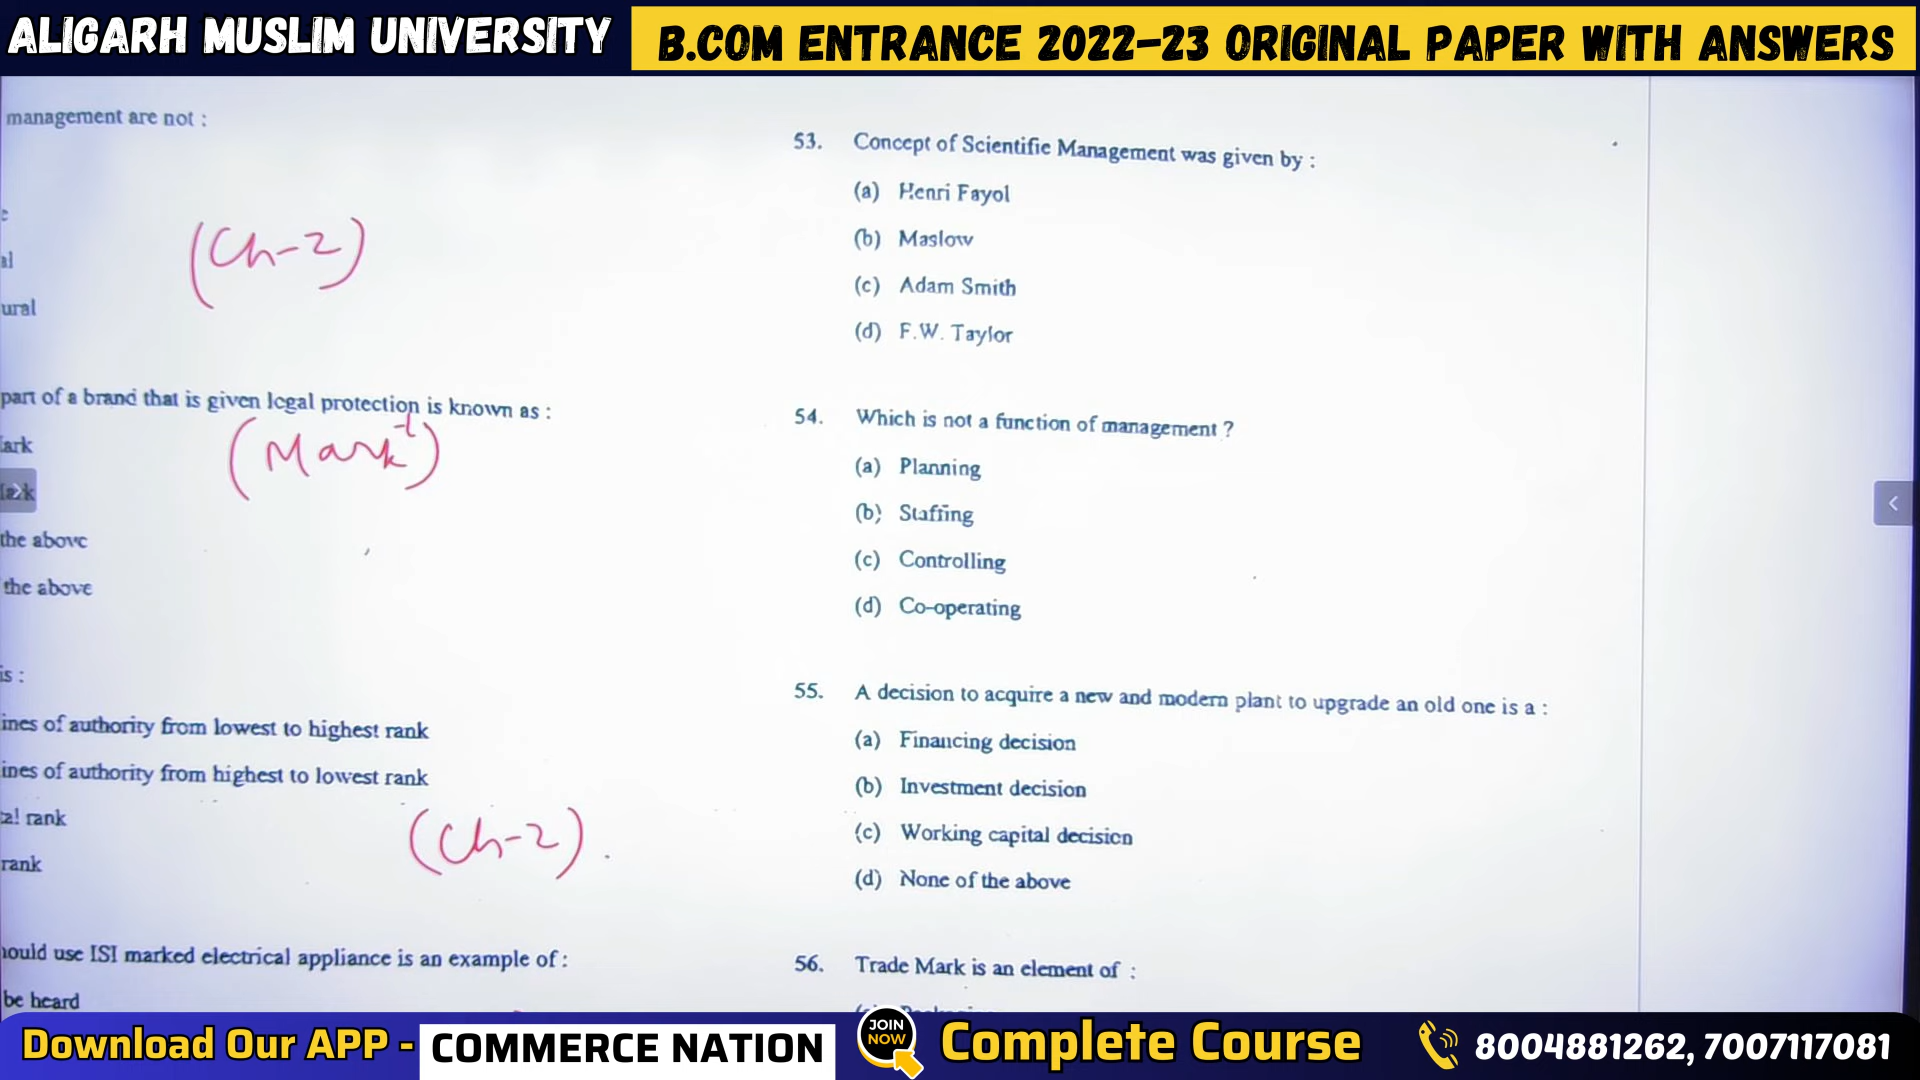 ALIGARH MUSLIM UNIVERSITY
B.COM ENTRANCE 2022-23 ORIGINAL PAPER WITH ANSWERS
management are not :
(Ch-2)
ural
part of a brand that is given legal protection is known as :
(Markt)
the above
the above
is :
ines of authority from lowest to highest rank
ines of authority from highest to lowest rank
rank
rank
(Ch-2).
ould use ISI marked electrical appliance is an example of :
be heard
53. Concept of Scientific Management was given by :
(a) Henri Fayol
(b) Maslow
(c) Adam Smith
(d) F.W. Taylor
54. Which is not a function of management ?
(a) Planning
(b) Staffing
(c) Controlling
(d) Co-operating
55. A decision to acquire a new and modern plant to upgrade an old one is a :
(a) Financing decision
(b) Investment decision
(c) Working capital decision
(d) None of the above
56. Trade Mark is an element of :
Download Our APP - COMMERCE NATION
JOIN NOW
Complete Course
8004881262, 7007117081